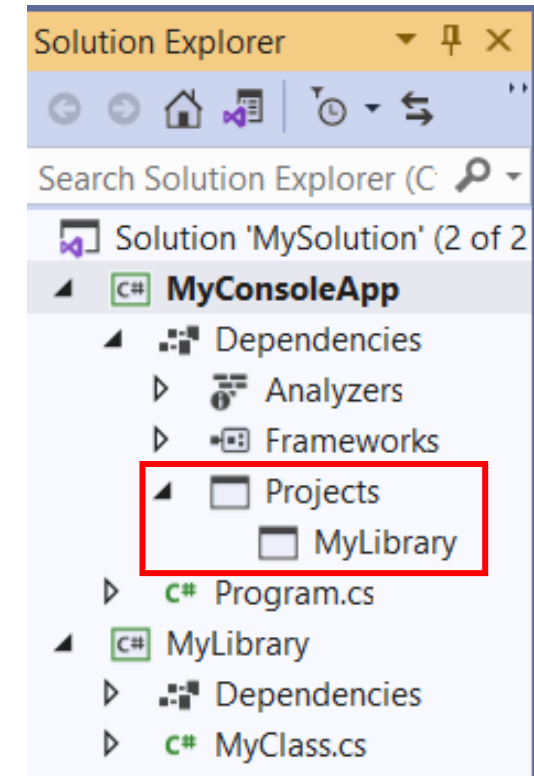 Solution Explorer
Search Solution Explorer (C
Solution 'MySolution' (2 of 2
C# MyConsoleApp
Dependencies
Analyzers
Frameworks
Projects
MyLibrary
C# Program.cs
C# MyLibrary
Dependencies
C# MyClass.cs